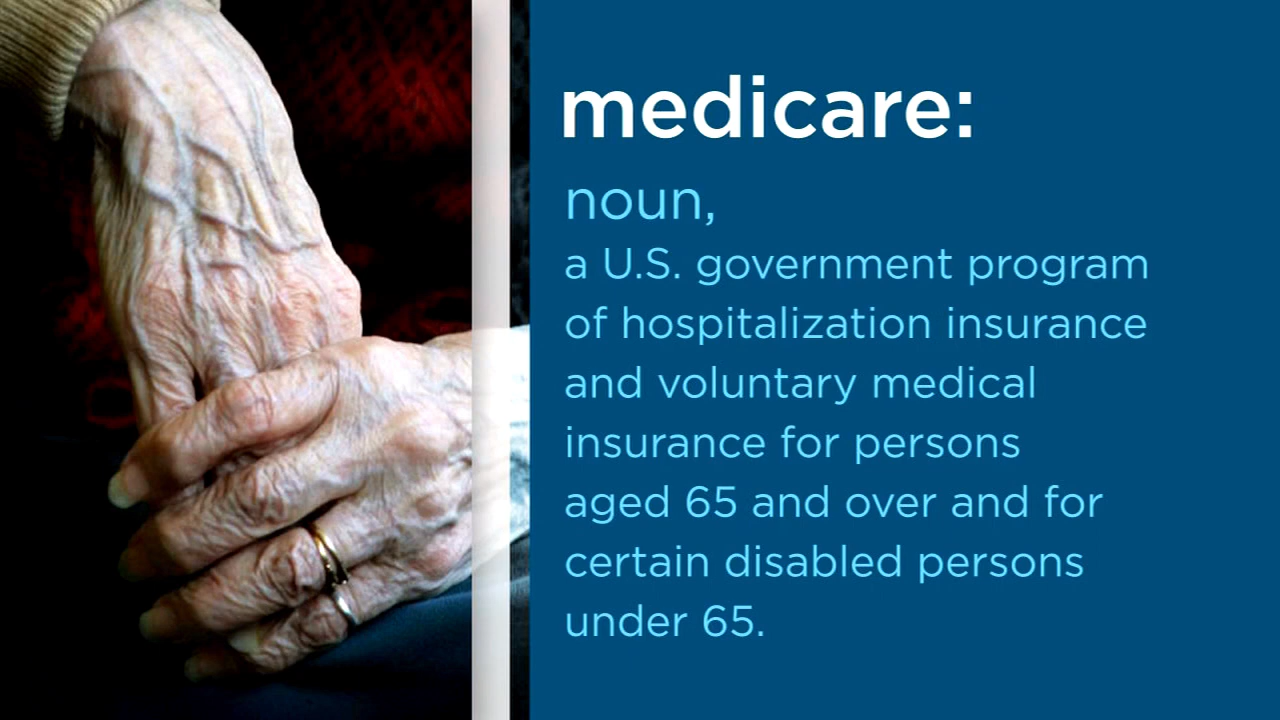 medicare:
noun,
a U.S. government program
of hospitalization insurance
and voluntary medical
insurance for persons
aged 65 and over and for
certain disabled persons
under 65.